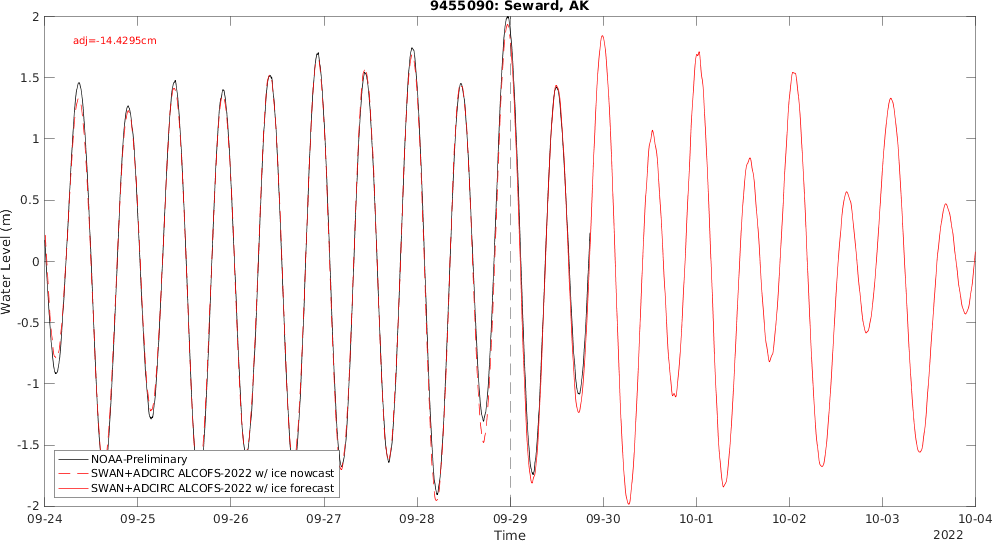 9455090: Seward, AK
adj=-14.4295cm
Water Level (m)
2
1.5
1
0.5
0
-0.5
-1
-1.5
-2
NOAA-Preliminary
SWAN+ADCIRC ALCOFS-2022 w/ ice nowcast
SWAN+ADCIRC ALCOFS-2022 w/ ice forecast
09-24 09-25 09-26 09-27 09-28 09-29 09-30 10-01 10-02 10-03 10-04
Time
2022